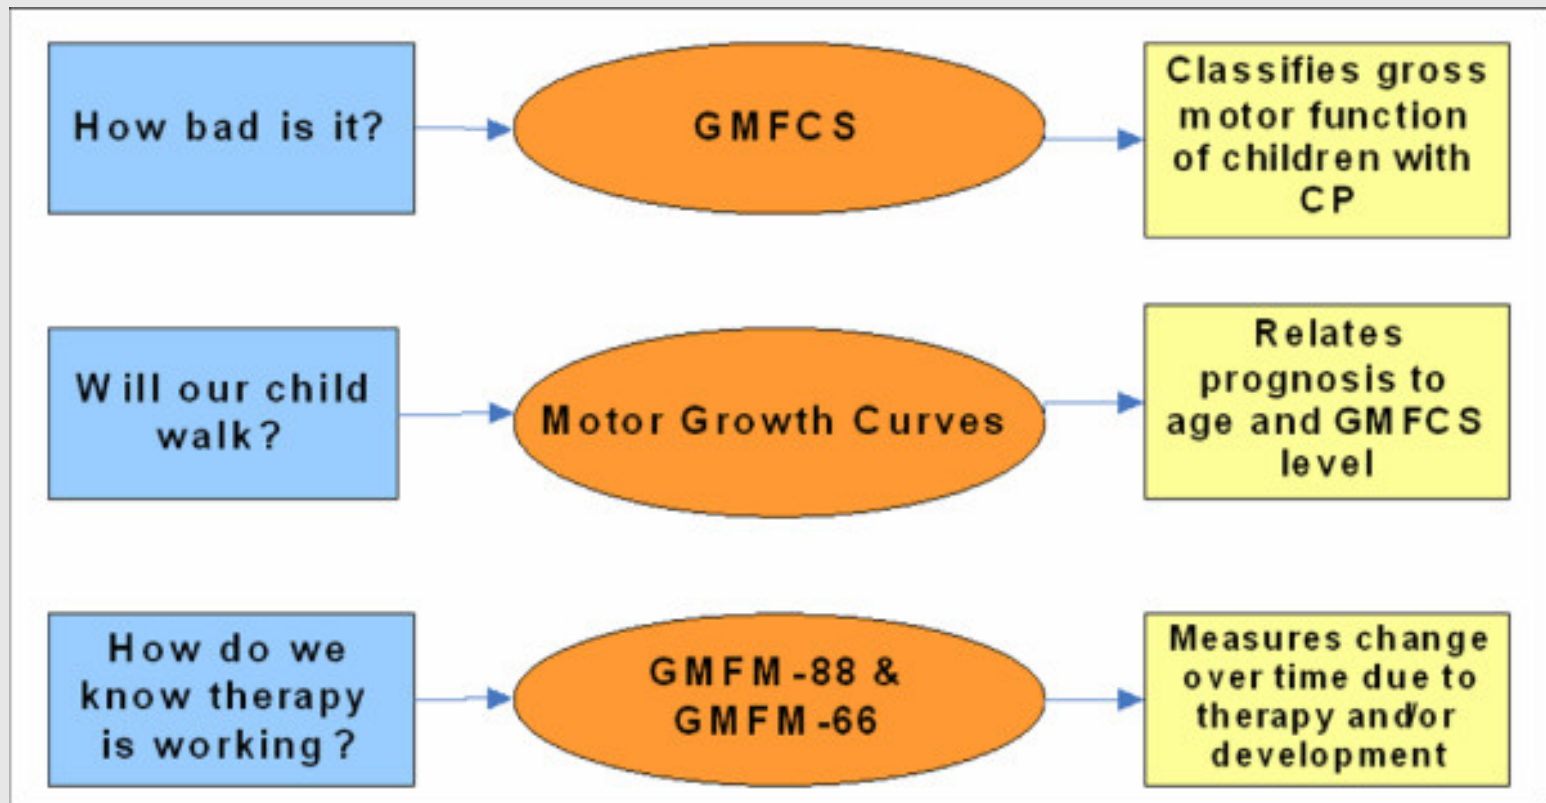 How bad is it?
GMFCS
Classifies gross
motor function
of children with
CP
Will our child
walk?
Motor Growth Curves
Relates
prognosis to
age and GMFCS
level
How do we
know therapy
is working?
GMFM-88 &
GMFM-66
Measures change
over time due to
therapy and/or
development